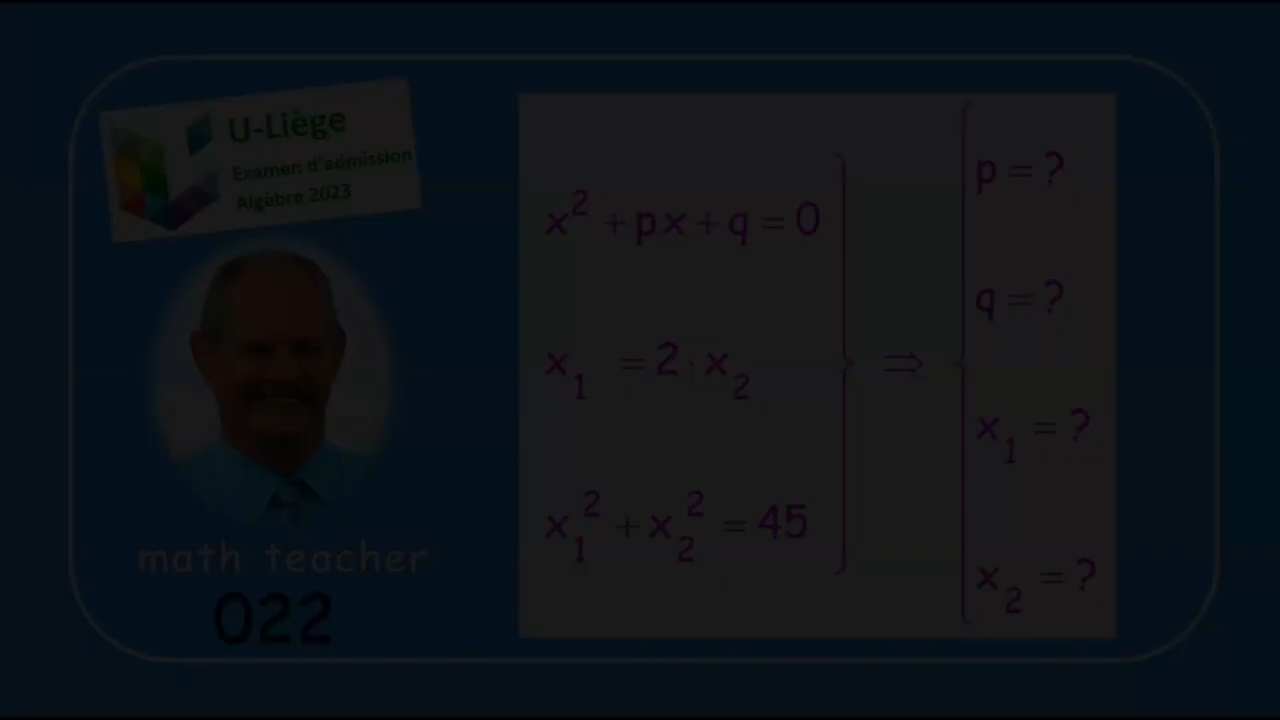 U-Liège
Examen d'admission
Algèbre 2023
math teacher
022
x² + px + q = 0
x₁ = 2·x₂
x₁² + x₂² = 45
⇒
p = ?
q = ?
x₁ = ?
x₂ = ?